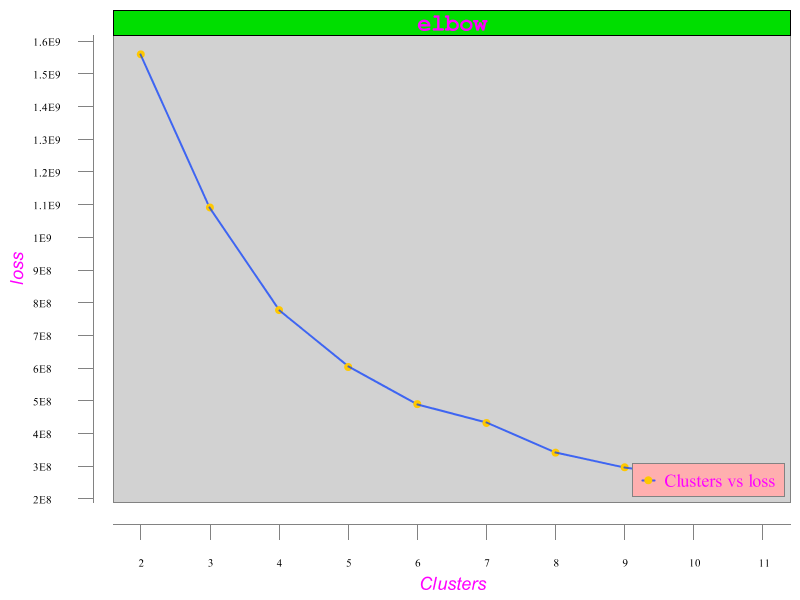 elbow
1.6E9
1.5E9
1.4E9
1.3E9
1.2E9
1.1E9
1E9
9E8
8E8
7E8
6E8
5E8
4E8
3E8
2E8
loss
Clusters vs loss
2 3 4 5 6 7 8 9 10 11
Clusters